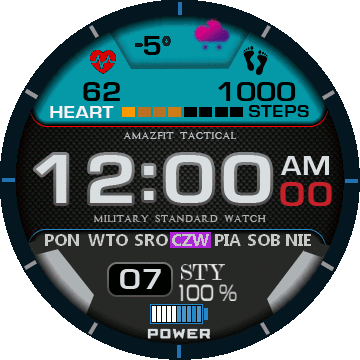 -5°
62 1000
HEART STEPS
AMAZFIT TACTICAL
12:00 AM 00
MILITARY STANDARD WATCH
PON WTO SRO CZW PIA SOB NIE
07 STY
100 %
POWER